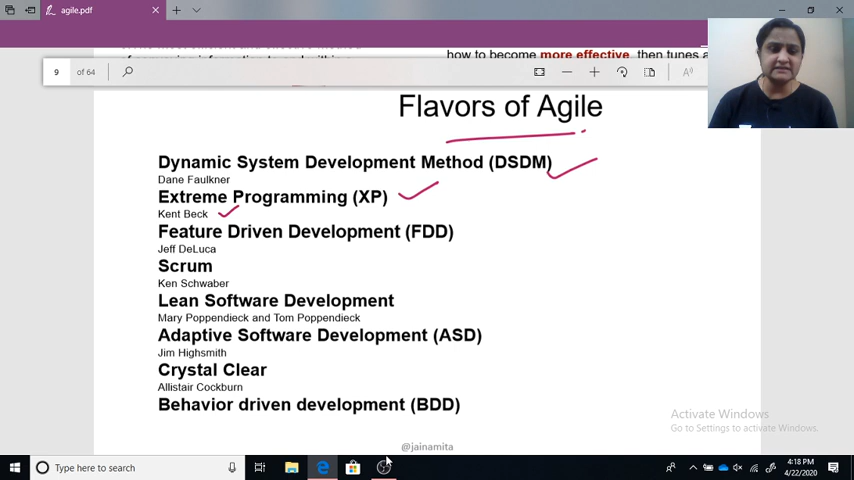 agile.pdf
how to become more effective, then tunes a
9 of 64
Flavors of Agile
Dynamic System Development Method (DSDM)
Dane Faulkner
Extreme Programming (XP)
Kent Beck
Feature Driven Development (FDD)
Jeff DeLuca
Scrum
Ken Schwaber
Lean Software Development
Mary Poppendieck and Tom Poppendieck
Adaptive Software Development (ASD)
Jim Highsmith
Crystal Clear
Allistair Cockburn
Behavior driven development (BDD)
Activate Windows
Go to Settings to activate Windows.
@jainamita
Type here to search
4:18 PM
4/22/2020